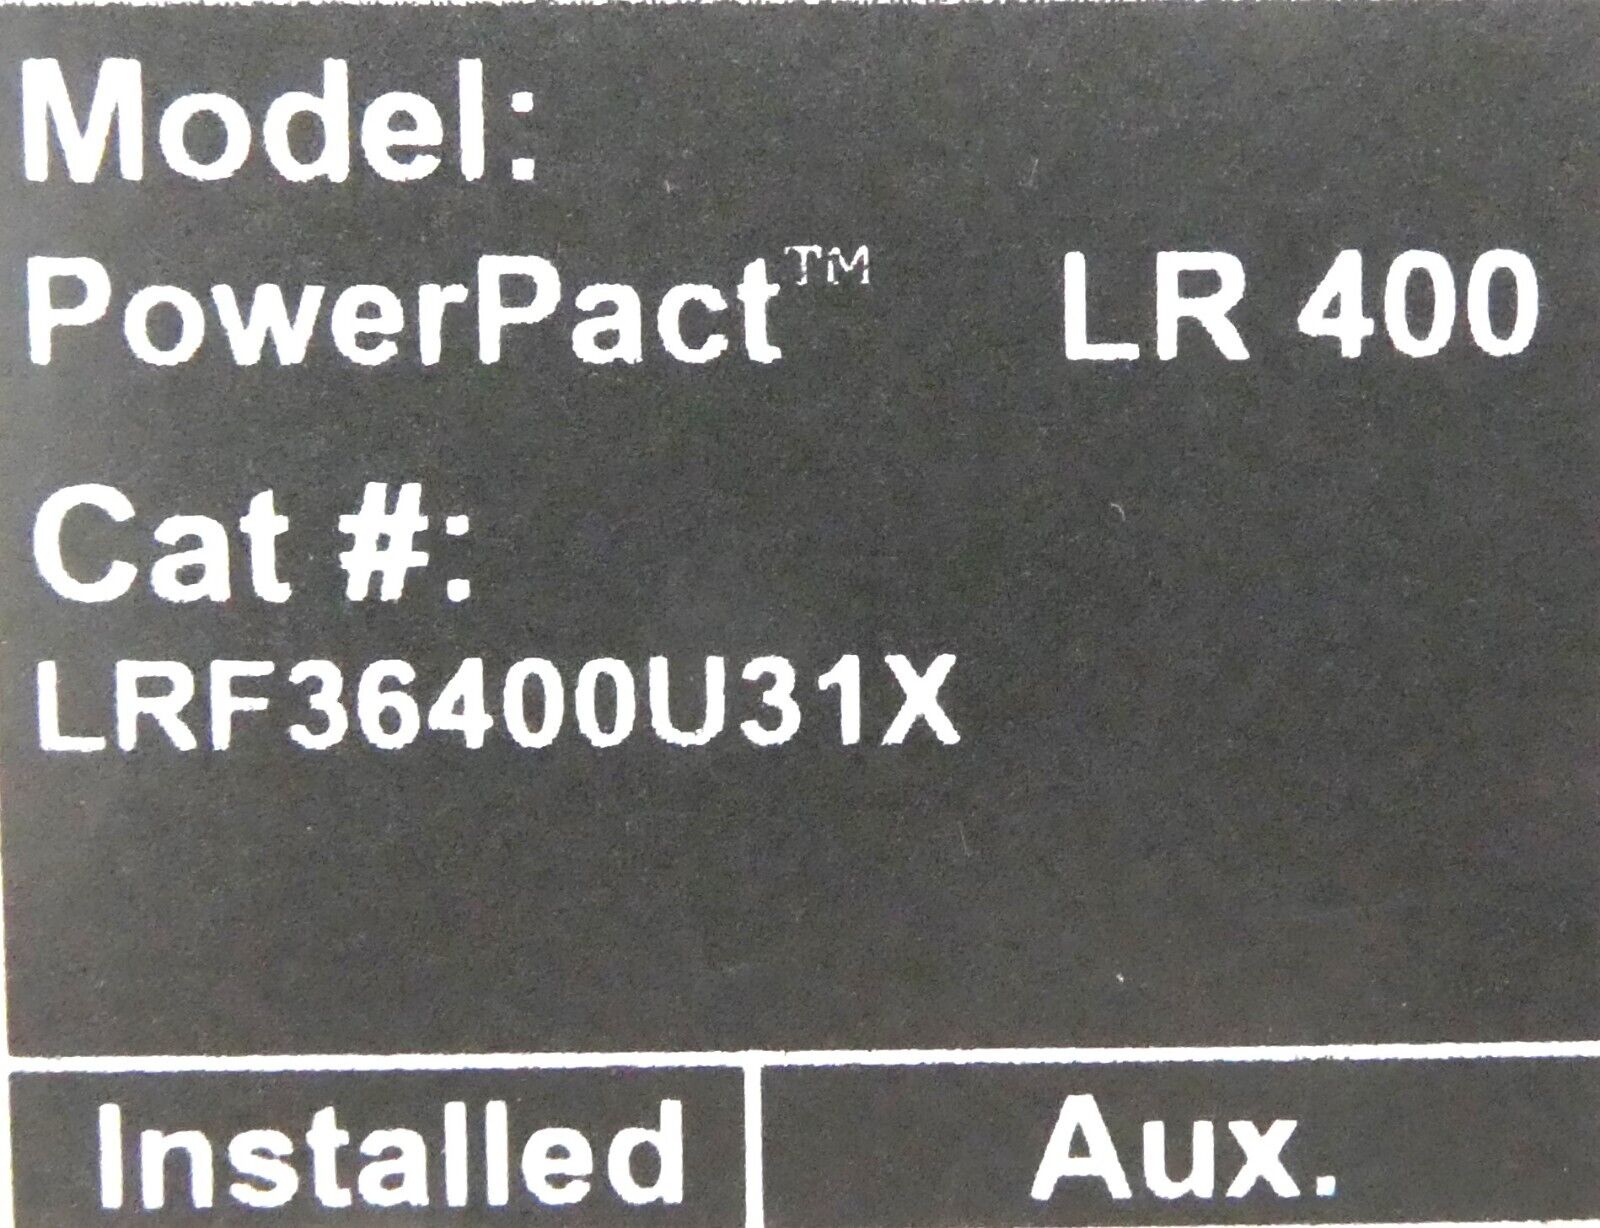 Model:
PowerPact™ LR 400
Cat #:
LRF36400U31X
Installed Aux.